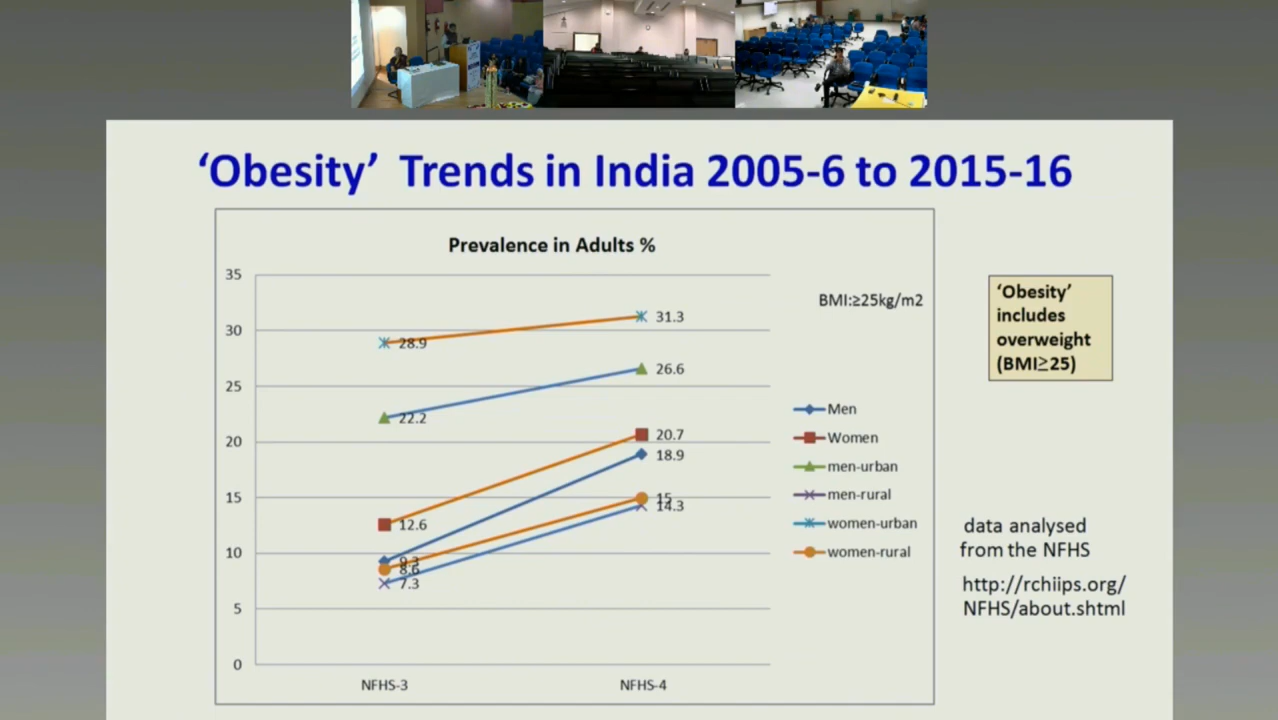 ‘Obesity’ Trends in India 2005-6 to 2015-16
Prevalence in Adults %
35
30
25
20
15
10
5
0
28.9
31.3
22.2
26.6
12.6
20.7
9.3
18.9
8.6
15
7.3
14.3
NFHS-3
NFHS-4
BMI:≥25kg/m2
Men
Women
men-urban
men-rural
women-urban
women-rural
‘Obesity’
includes
overweight
(BMI≥25)
data analysed
from the NFHS
http://rchiips.org/
NFHS/about.shtml